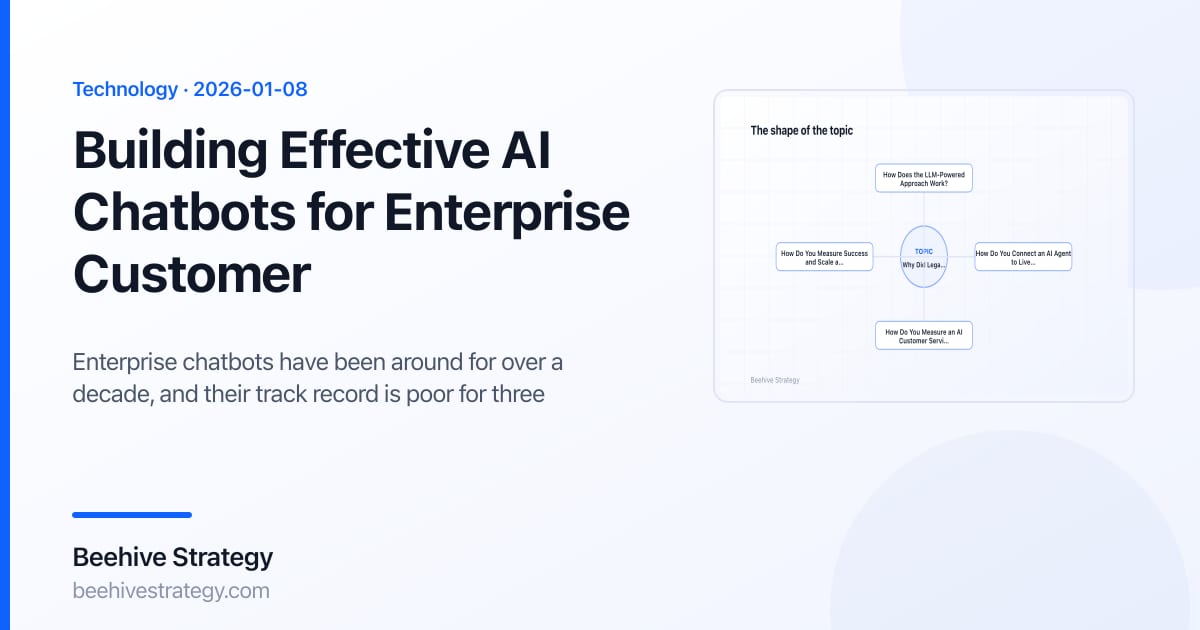 Technology · 2026-01-08
Building Effective AI
Chatbots for Enterprise
Customer
Enterprise chatbots have been around for over a
decade, and their track record is poor for three
Beehive Strategy
beehivestrategy.com
The shape of the topic
How Does the LLM-Powered
Approach Work?
How Do You Measure Success
and Scale a...
TOPIC
Why Did Lega...
How Do You Connect an AI Agent
to Live...
How Do You Measure an AI
Customer Servi...
Beehive Strategy